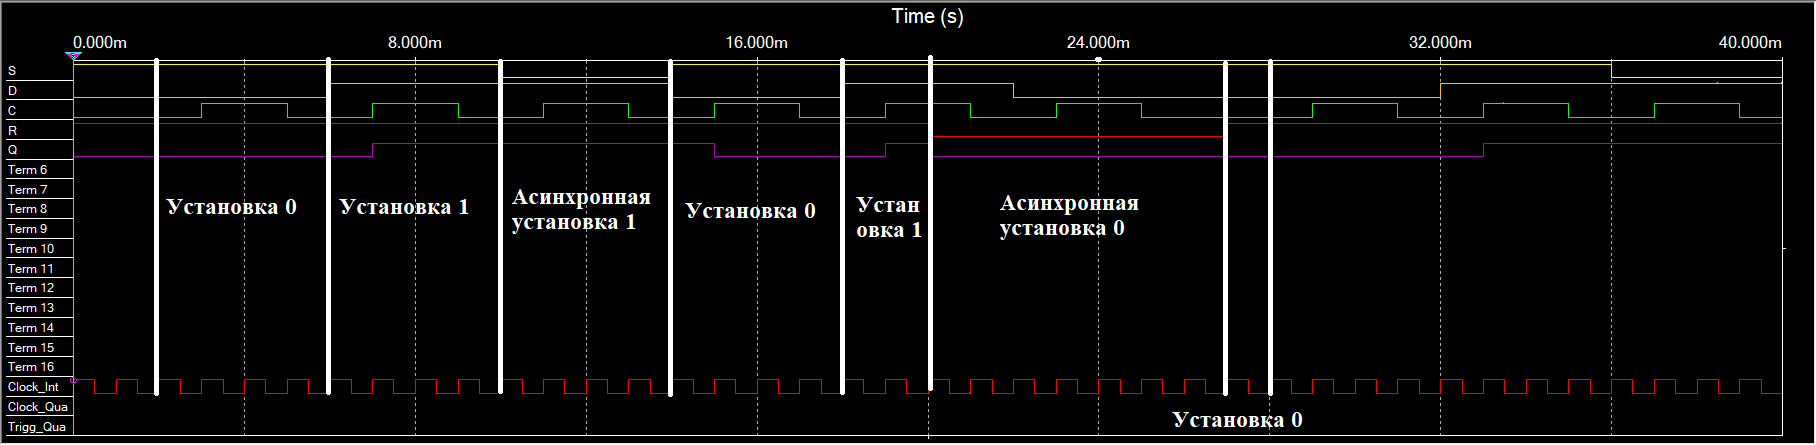 Time (s)
0.000m 8.000m 16.000m 24.000m 32.000m 40.000m
S
D
C
R
Q
Term 6
Term 7
Term 8
Term 9
Term 10
Term 11
Term 12
Term 13
Term 14
Term 15
Term 16
Clock_Int
Clock_Qua
Trigg_Qua
Установка 0
Установка 1
Асинхронная
установка 1
Установка 0
Устан
овка 1
Асинхронная
установка 0
Установка 0